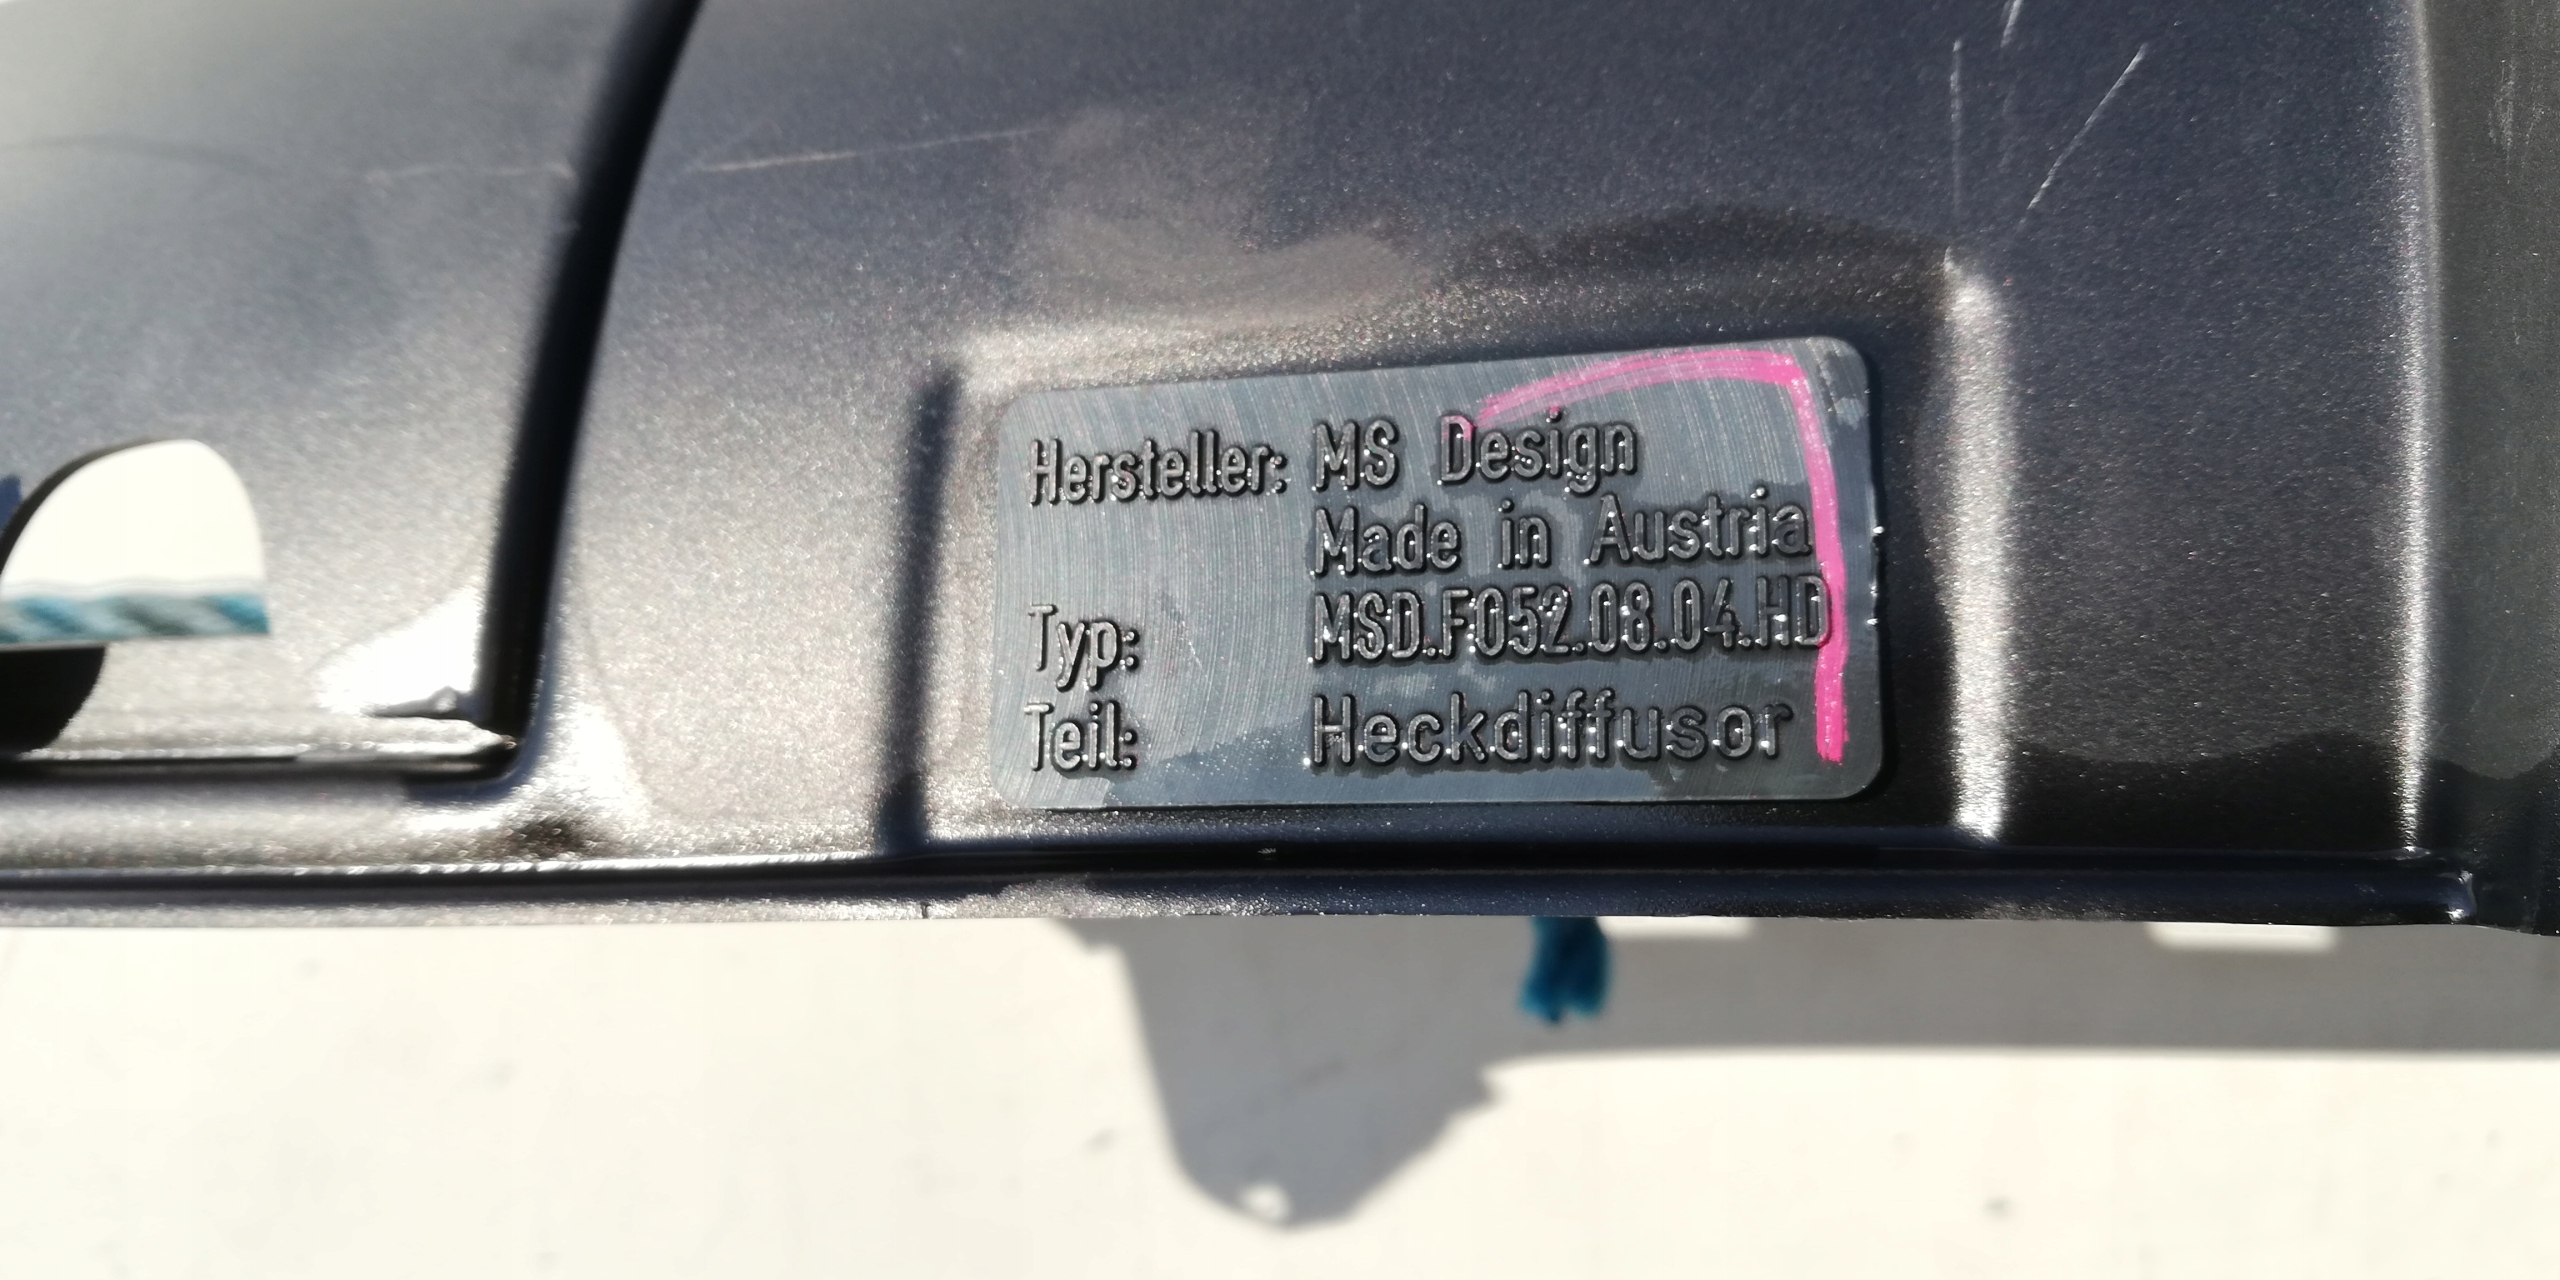 Hersteller: MS Design
Made in Austria
Typ: MSD.F052.08.04.HD
Teil: Heckdiffusor